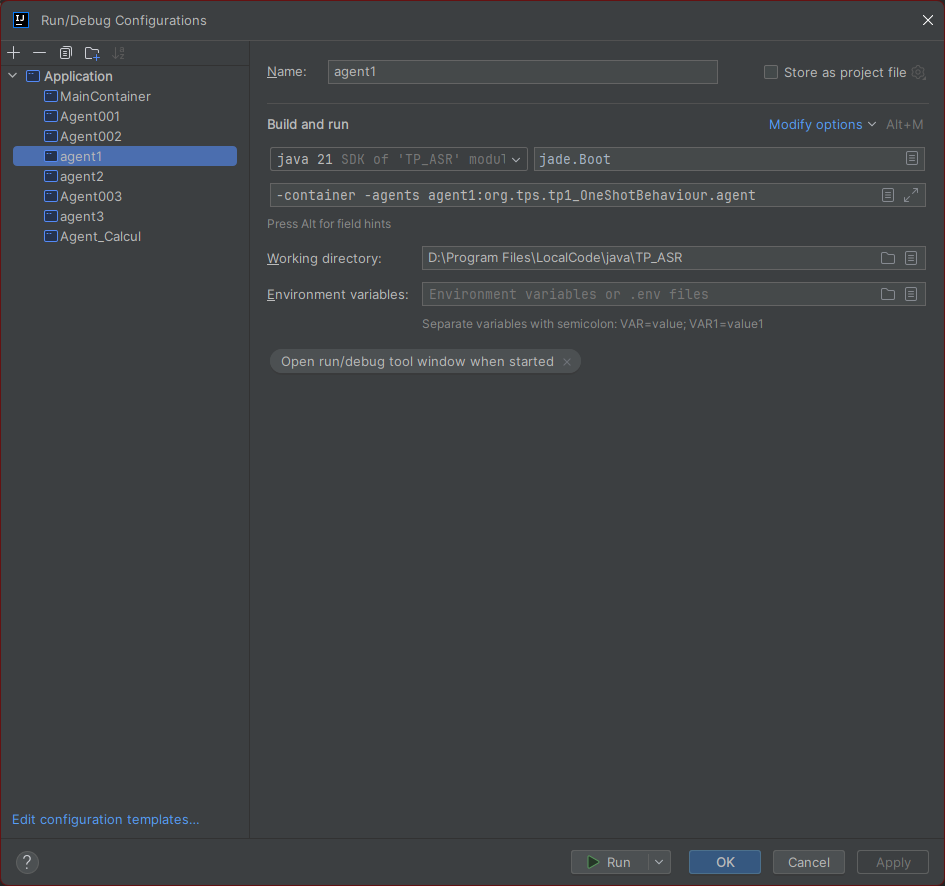 IJ Run/Debug Configurations
Application
MainContainer
Agent001
Agent002
agent1
agent2
Agent003
agent3
Agent_Calcul
Edit configuration templates...
Name: agent1 Store as project file
Build and run Modify options Alt+M
java 21 SDK of 'TP_ASR' modul jade.Boot
-container -agents agent1:org.tps.tp1_OneShotBehaviour.agent
Press Alt for field hints
Working directory: D:\Program Files\LocalCode\java\TP_ASR
Environment variables: Environment variables or .env files
Separate variables with semicolon: VAR=value; VAR1=value1
Open run/debug tool window when started
? Run OK Cancel Apply